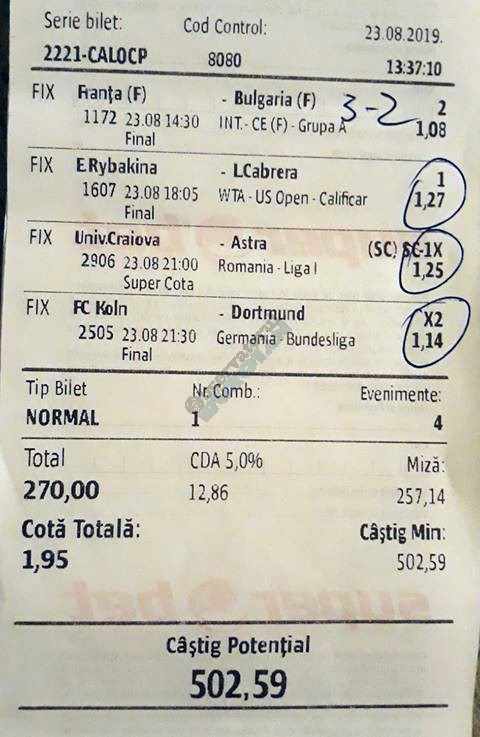 Serie bilet: Cod Control: 23.08.2019.
2221-CALOCP 8080 13:37:10
FIX Franța (F) - Bulgaria (F) 3-2 2
1172 23.08 14:30 INT.- CE (F) - Grupa A 1,08
Final
FIX E.Rybakina - L.Cabrera 1
1607 23.08 18:05 WTA - US Open - Calificar 1,27
Final
FIX Univ.Craiova - Astra (SC) SC-1X
2906 23.08 21:00 Romania - Liga I 1,25
Super Cota
FIX FC Koln - Dortmund X2
2505 23.08 21:30 Germania - Bundesliga 1,14
Final
Tip Bilet Nr. Comb.: Evenimente:
NORMAL 1 4
Total CDA 5,0% Miză:
270,00 12,86 257,14
Cotă Totală: Câștig Min:
1,95 502,59
super bet
Câștig Potențial
502,59